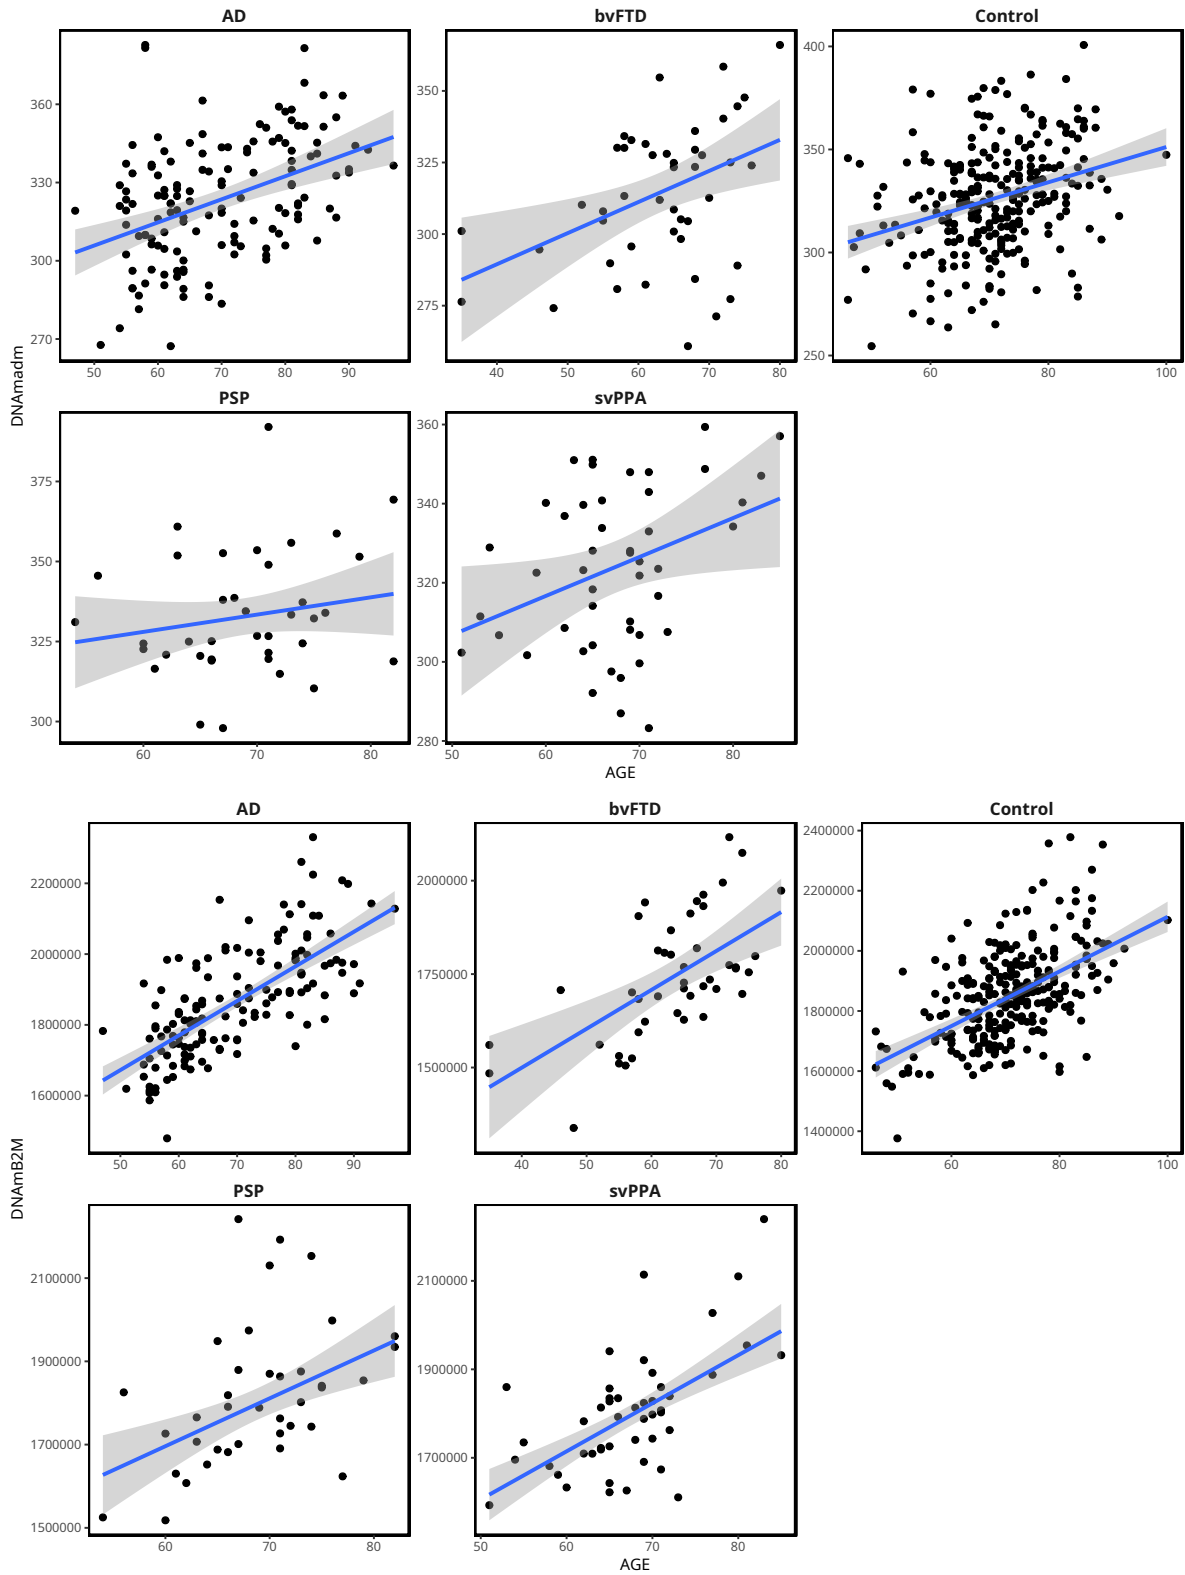 AD bvFTD Control
360
330
300
270
350
325
300
275
400
350
300
250
50 60 70 80 90
40 50 60 70 80
60 80 100
DNAmadm
PSP svPPA
375
350
325
300
360
340
320
300
280
60 70 80
50 60 70 80
AGE
AD bvFTD Control
2200000
2000000
1800000
1600000
2000000
1750000
1500000
2400000
2200000
2000000
1800000
1600000
1400000
50 60 70 80 90
40 50 60 70 80
60 80 100
DNAmB2M
PSP svPPA
2100000
1900000
1700000
1500000
2100000
1900000
1700000
60 70 80
50 60 70 80
AGE